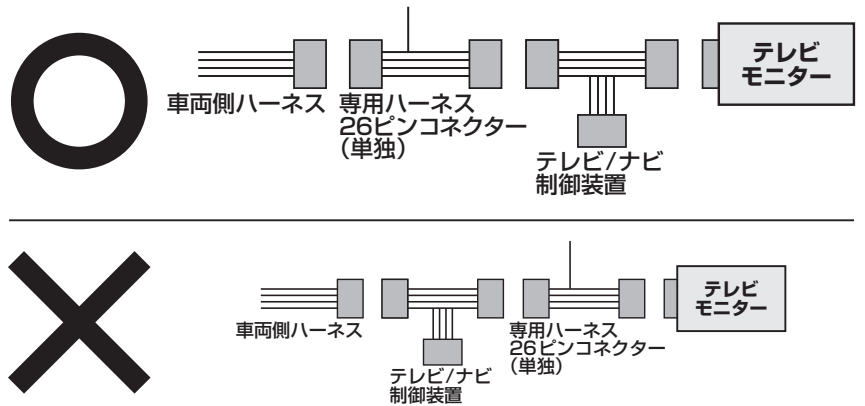 車両側ハーネス
専用ハーネス
26ピンコネクター
(単独)
テレビ/ナビ
制御装置
テレビ
モニター
車両側ハーネス
テレビ/ナビ
制御装置
専用ハーネス
26ピンコネクター
(単独)
テレビ
モニター